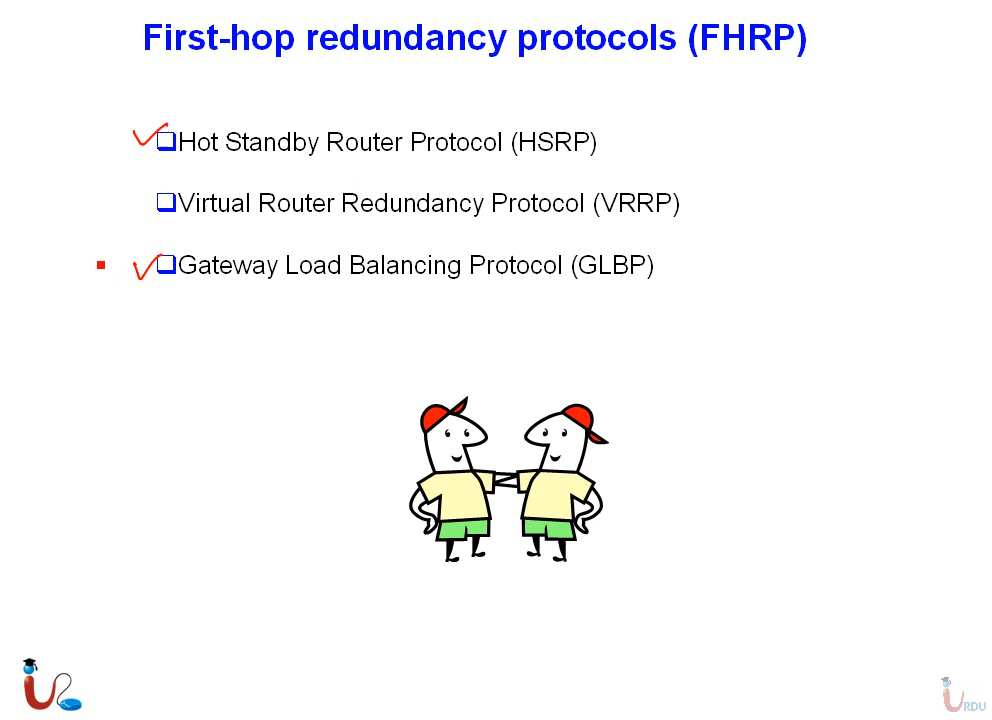 First-hop redundancy protocols (FHRP)
Hot Standby Router Protocol (HSRP)
Virtual Router Redundancy Protocol (VRRP)
Gateway Load Balancing Protocol (GLBP)
U
URDU